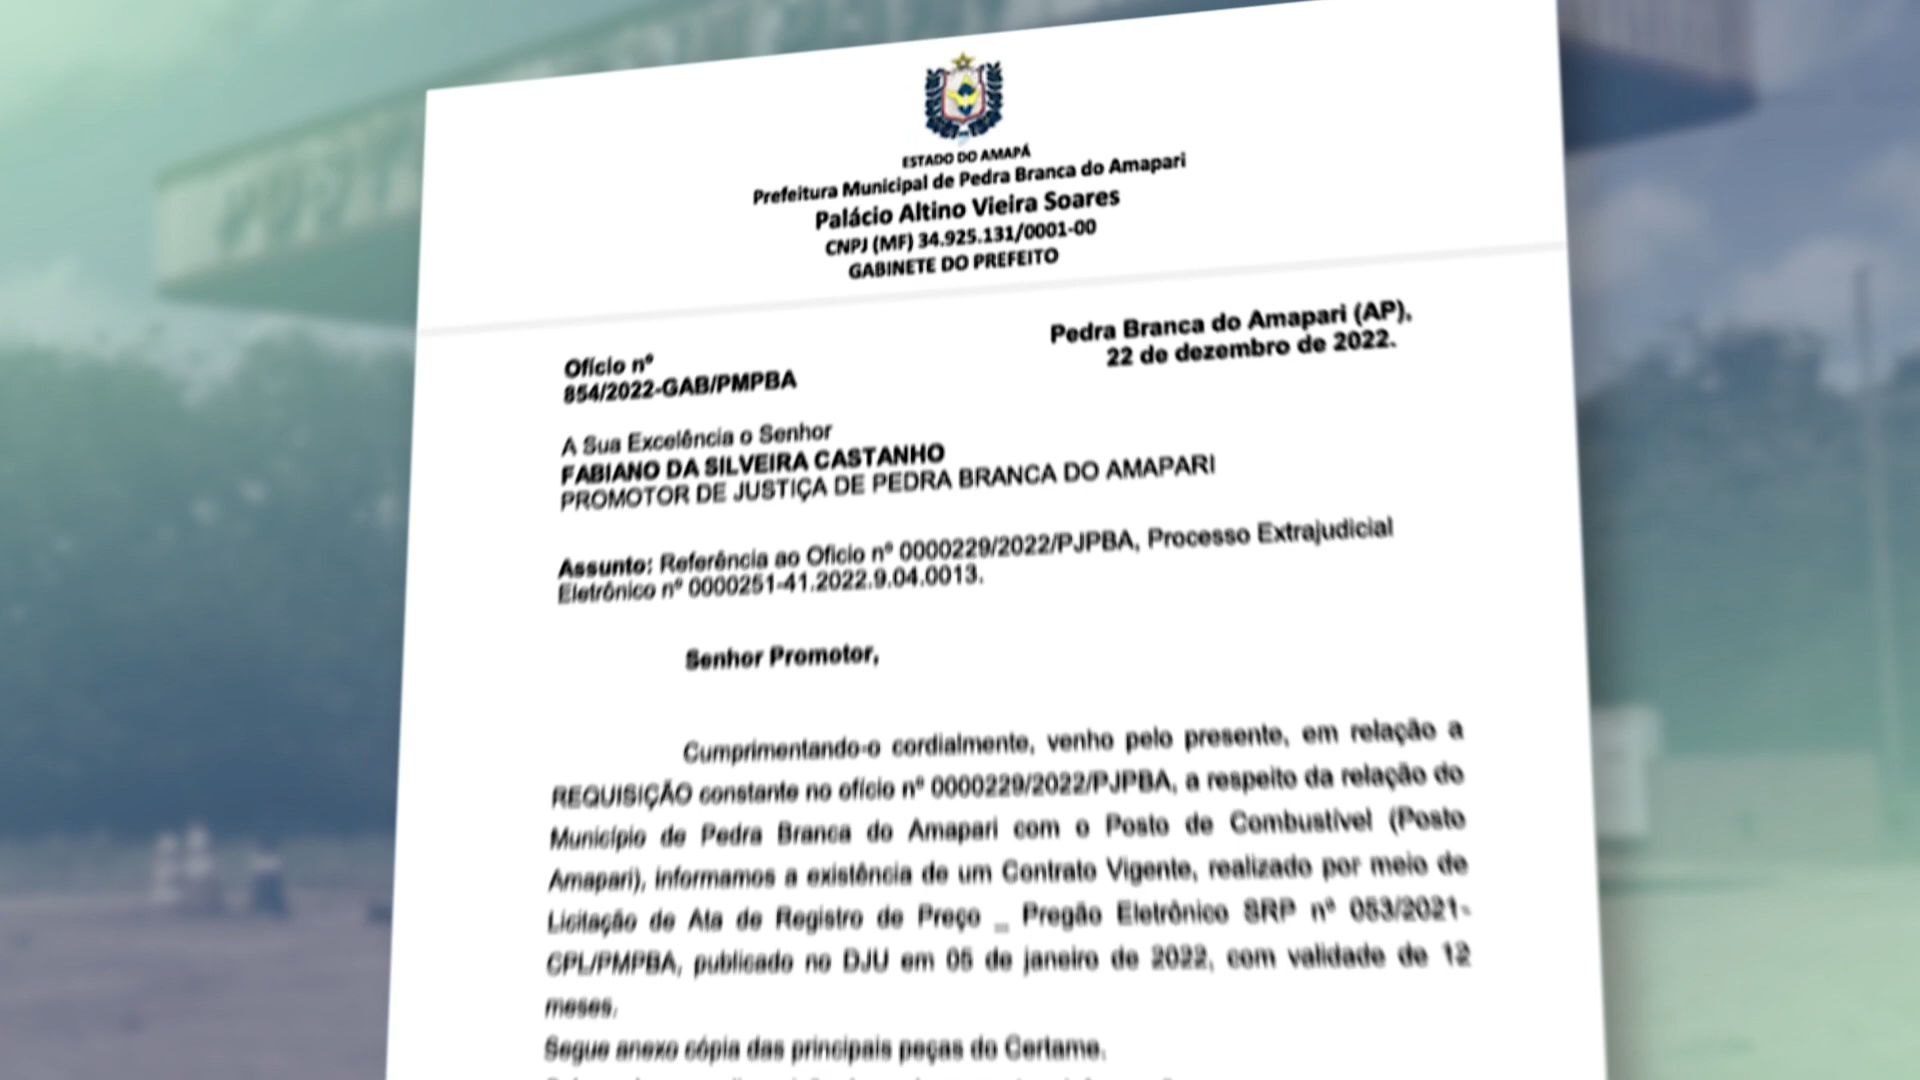 ESTADO DO AMAPÁ
Prefeitura Municipal de Pedra Branca do Amapari
Palácio Altino Vieira Soares
CNPJ (MF) 34.925.131/0001-00
GABINETE DO PREFEITO
Pedra Branca do Amapari (AP),
22 de dezembro de 2022.
Ofício nº
854/2022-GAB/PMPBA
A Sua Excelência o Senhor
FABIANO DA SILVEIRA CASTANHO
PROMOTOR DE JUSTIÇA DE PEDRA BRANCA DO AMAPARI
Assunto: Referência ao Oficio nº 0000229/2022/PJPBA, Processo Extrajudicial
Eletrônico nº 0000251-41.2022.9.04.0013.
Senhor Promotor,
Cumprimentando-o cordialmente, venho pelo presente, em relação a
REQUISIÇÃO constante no ofício nº 0000229/2022/PJPBA, a respeito da relação do
Município de Pedra Branca do Amapari com o Posto de Combustível (Posto
Amapari), informamos a existência de um Contrato Vigente, realizado por meio de
Licitação de Ata de Registro de Preço _ Pregão Eletrônico SRP nº 053/2021-
CPL/PMPBA, publicado no DJU em 05 de janeiro de 2022, com validade de 12
meses.
Segue anexo cópia das principais peças do Certame.